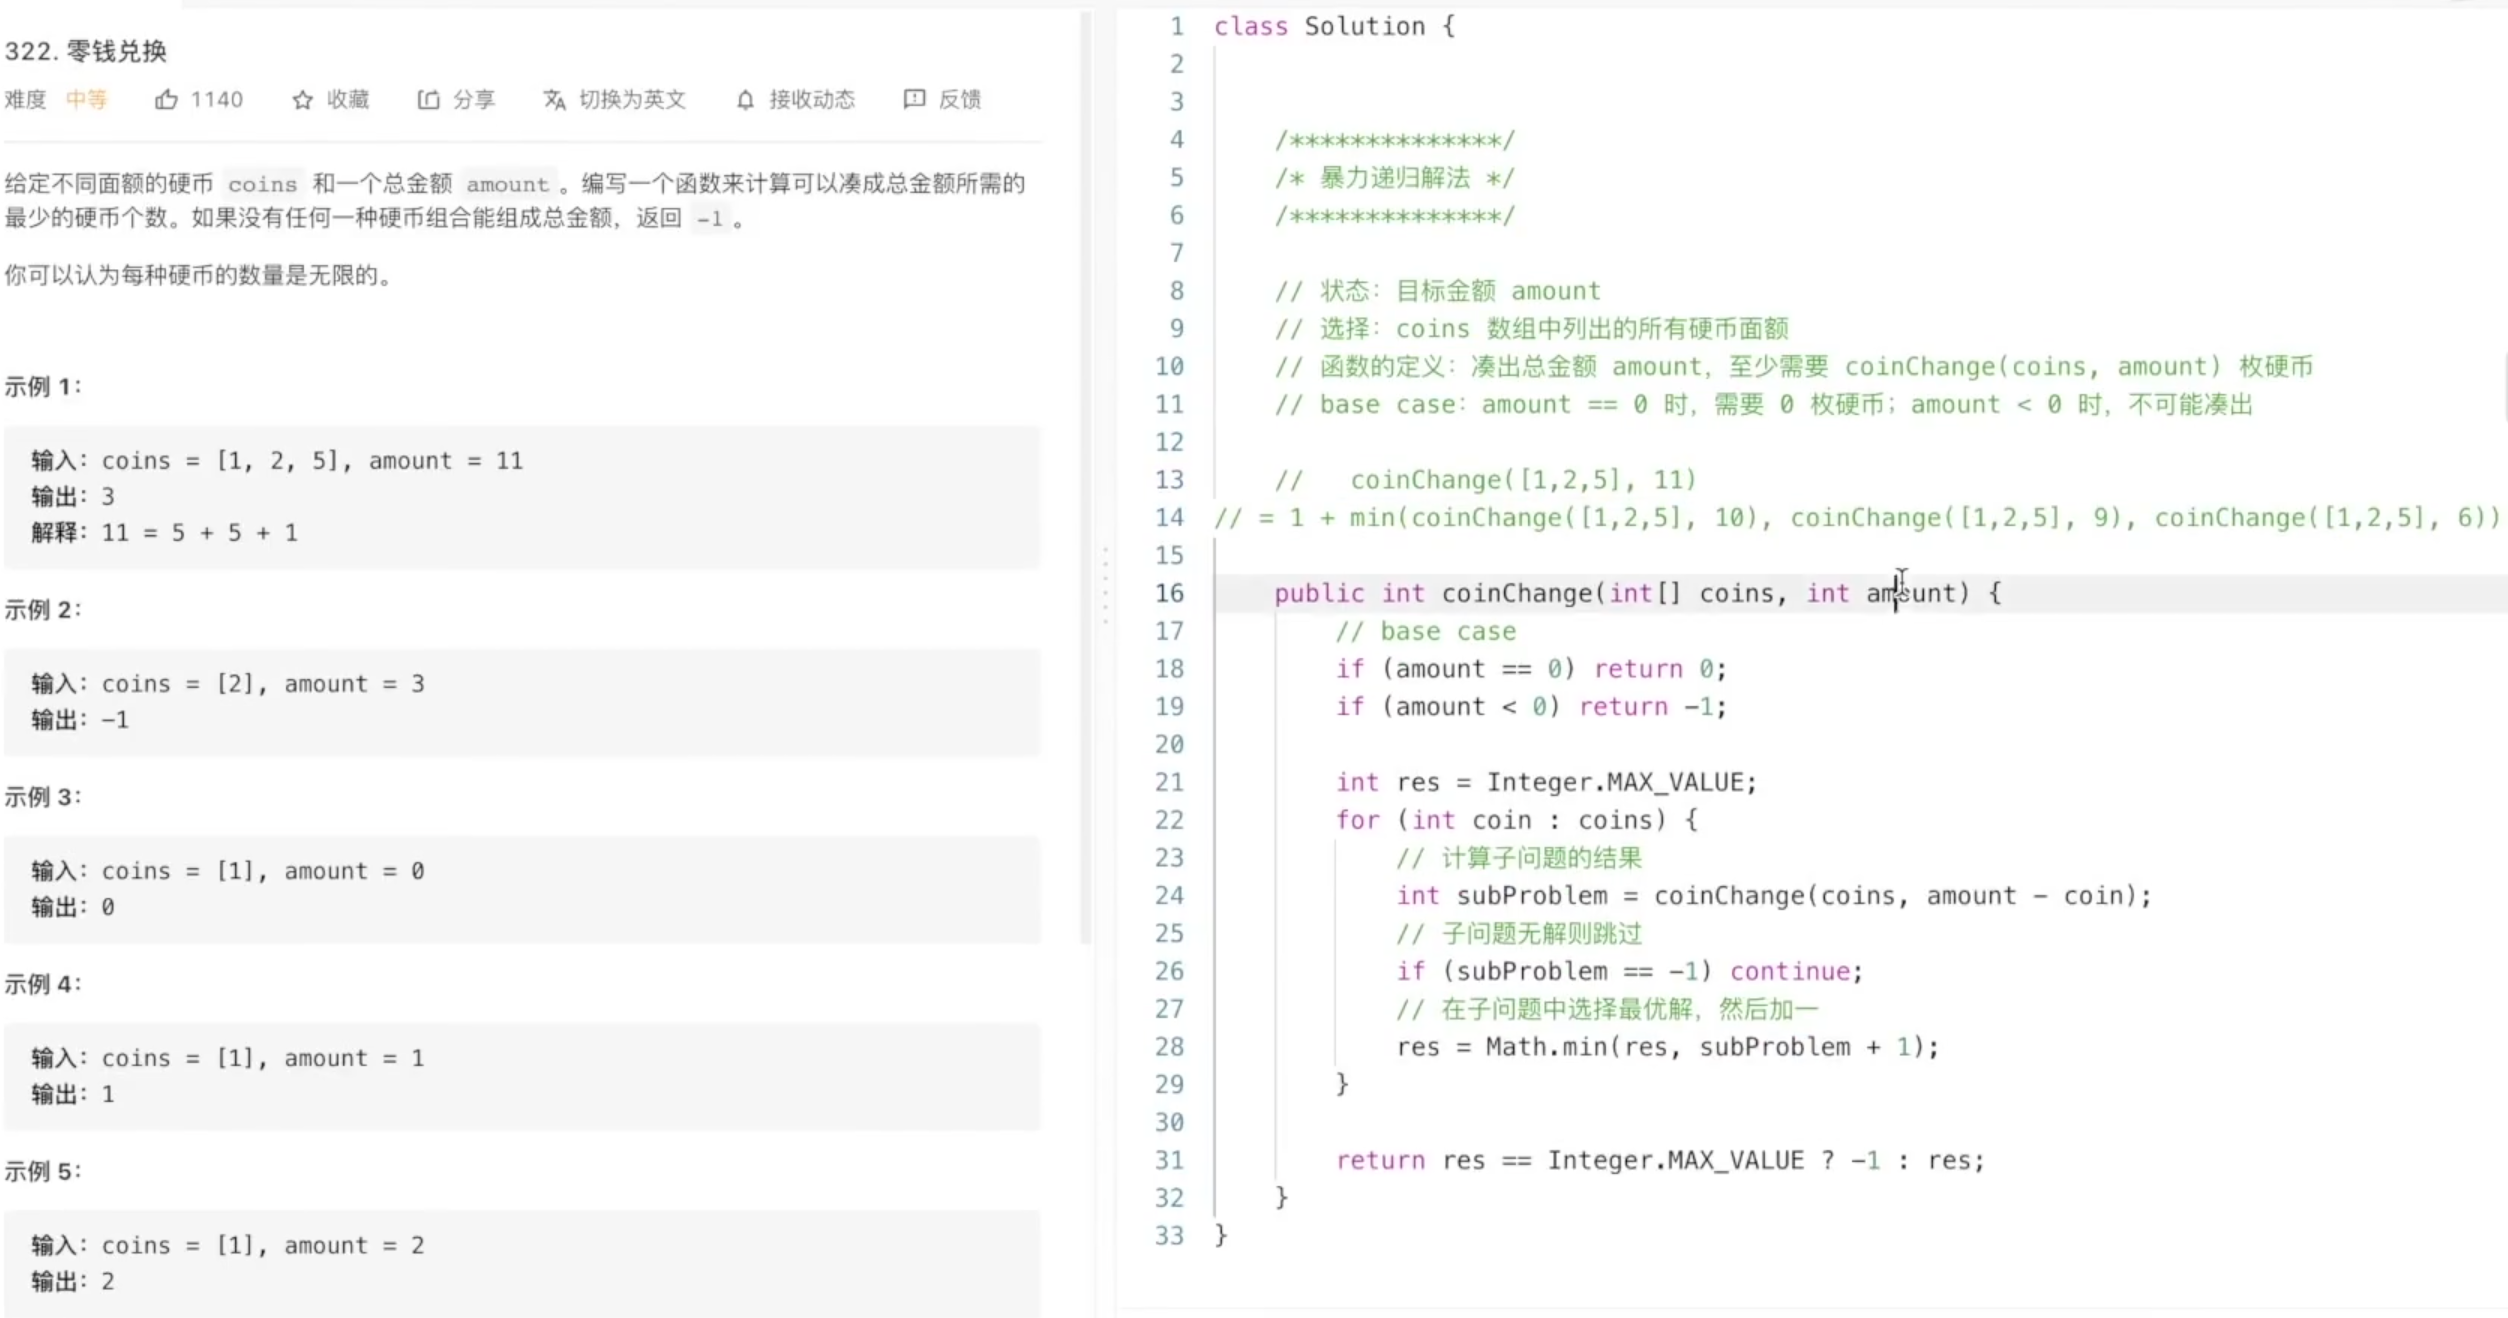 322. 零钱兑换
难度 中等 1140 收藏 分享 切换为英文 接收动态 反馈
给定不同面额的硬币 coins 和一个总金额 amount 。编写一个函数来计算可以凑成总金额所需的
最少的硬币个数。如果没有任何一种硬币组合能组成总金额，返回 -1 。
你可以认为每种硬币的数量是无限的。
示例 1：
输入：coins = [1, 2, 5], amount = 11
输出：3
解释：11 = 5 + 5 + 1
示例 2：
输入：coins = [2], amount = 3
输出：-1
示例 3：
输入：coins = [1], amount = 0
输出：0
示例 4：
输入：coins = [1], amount = 1
输出：1
示例 5：
输入：coins = [1], amount = 2
输出：2
1 class Solution {
2
3
4 /**************/
5 /* 暴力递归解法 */
6 /**************/
7
8 // 状态：目标金额 amount
9 // 选择：coins 数组中列出的所有硬币面额
10 // 函数的定义：凑出总金额 amount，至少需要 coinChange(coins, amount) 枚硬币
11 // base case：amount == 0 时，需要 0 枚硬币；amount < 0 时，不可能凑出
12
13 // coinChange([1,2,5], 11)
14 // = 1 + min(coinChange([1,2,5], 10), coinChange([1,2,5], 9), coinChange([1,2,5], 6))
15
16 public int coinChange(int[] coins, int amount) {
17 // base case
18 if (amount == 0) return 0;
19 if (amount < 0) return -1;
20
21 int res = Integer.MAX_VALUE;
22 for (int coin : coins) {
23 // 计算子问题的结果
24 int subProblem = coinChange(coins, amount - coin);
25 // 子问题无解则跳过
26 if (subProblem == -1) continue;
27 // 在子问题中选择最优解，然后加一
28 res = Math.min(res, subProblem + 1);
29 }
30
31 return res == Integer.MAX_VALUE ? -1 : res;
32 }
33 }